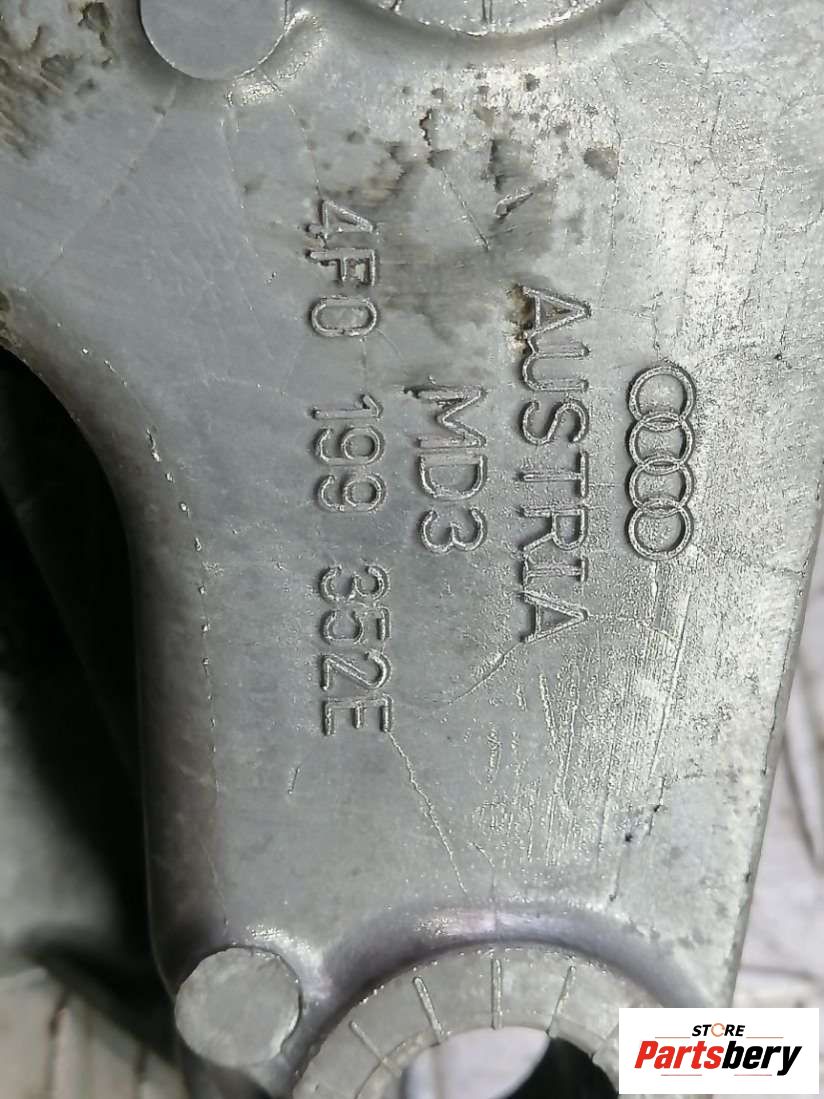 AUSTRIA
MD3
4F0 199 352E
STORE
Partsbery